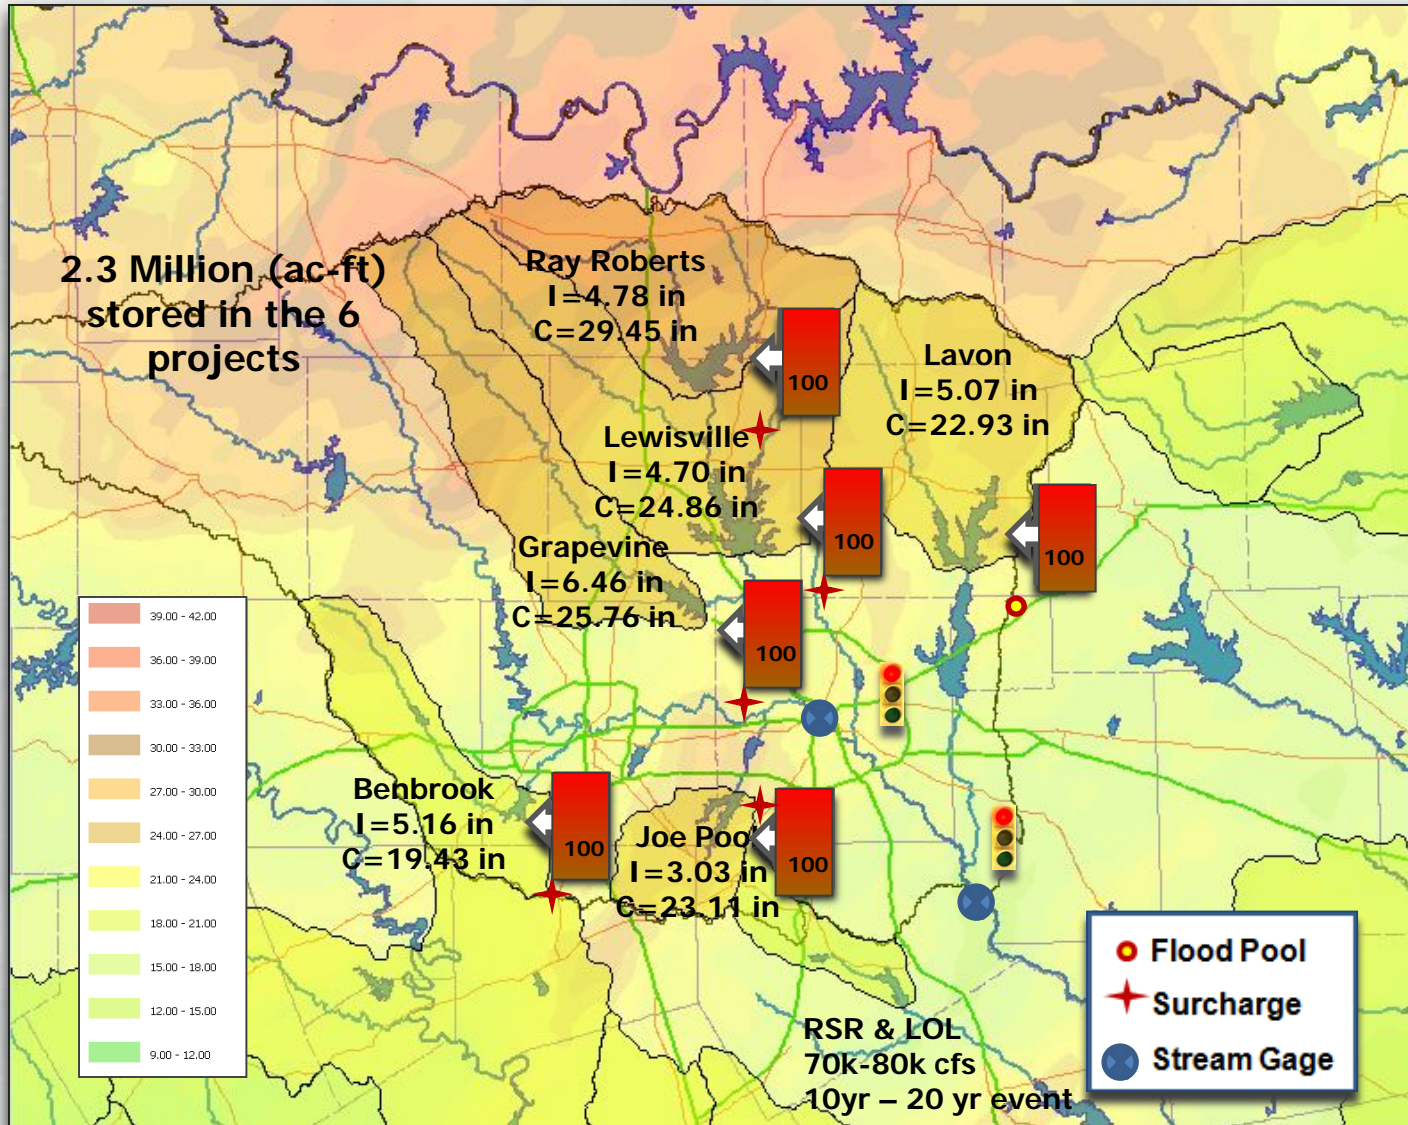 2.3 Million (ac-ft)
stored in the 6
projects
Ray Roberts
I=4.78 in
C=29.45 in
100
Lavon
I=5.07 in
C=22.93 in
100
Lewisville
I=4.70 in
C=24.86 in
100
Grapevine
I=6.46 in
C=25.76 in
100
39.00 - 42.00
36.00 - 39.00
33.00 - 36.00
30.00 - 33.00
27.00 - 30.00
24.00 - 27.00
21.00 - 24.00
18.00 - 21.00
15.00 - 18.00
12.00 - 15.00
9.00 - 12.00
Benbrook
I=5.16 in
C=19.43 in
100
Joe Pool
I=3.03 in
C=23.11 in
100
RSR & LOL
70k-80k cfs
10yr – 20 yr event
Flood Pool
Surcharge
Stream Gage